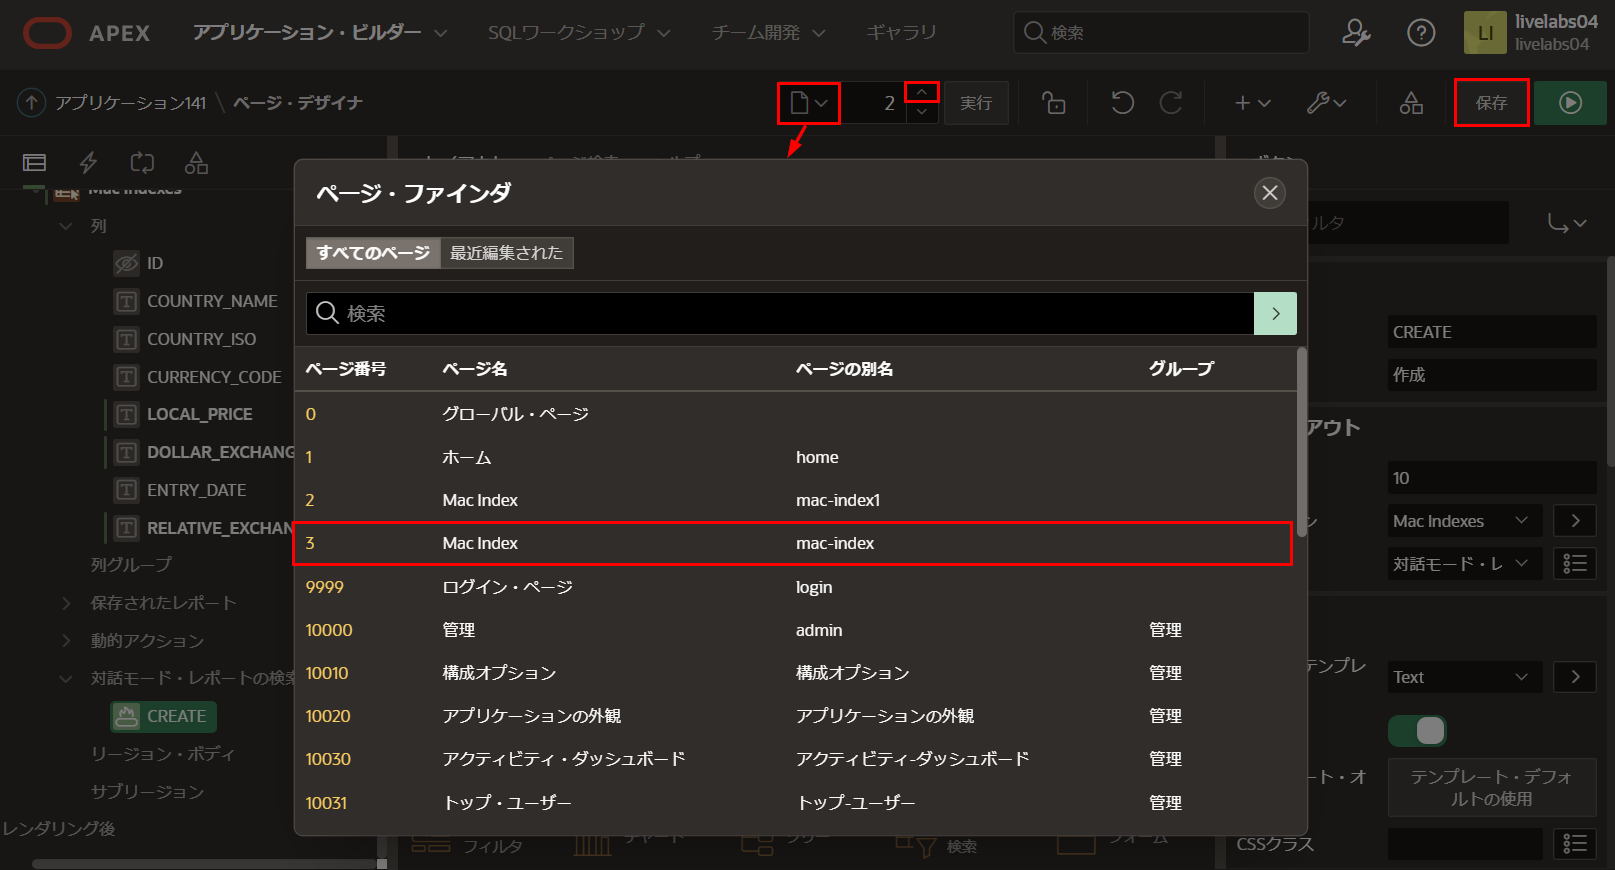 APEX アプリケーション・ビルダー SQLワークショップ チーム開発 ギャラリ 検索 LI livelabs04
livelabs04
アプリケーション141 \ ページ・デザイナ 2 実行 保存
Mac Indexes
列
ID
COUNTRY_NAME
COUNTRY_ISO
CURRENCY_CODE
LOCAL_PRICE
DOLLAR_EXCHANG
ENTRY_DATE
RELATIVE_EXCHAN
列グループ
保存されたレポート
動的アクション
対話モード・レポートの検索
CREATE
リージョン・ボディ
サブリージョン
レンダリング後
ページ・ファインダ
すべてのページ 最近編集された
検索
ページ番号 ページ名 ページの別名 グループ
0 グローバル・ページ
1 ホーム home
2 Mac Index mac-index1
3 Mac Index mac-index
9999 ログイン・ページ login
10000 管理 admin 管理
10010 構成オプション 構成オプション 管理
10020 アプリケーションの外観 アプリケーションの外観 管理
10030 アクティビティ・ダッシュボード アクティビティ-ダッシュボード 管理
10031 トップ・ユーザー トップ-ユーザー 管理
フィルタ チャート ツリー 検索 フォーム
ボタン
ルタ
CREATE
作成
アウト
10
ン Mac Indexes
対話モード・レ
テンプレ Text
ート・オ テンプレート・デフォ
ルトの使用
CSSクラス